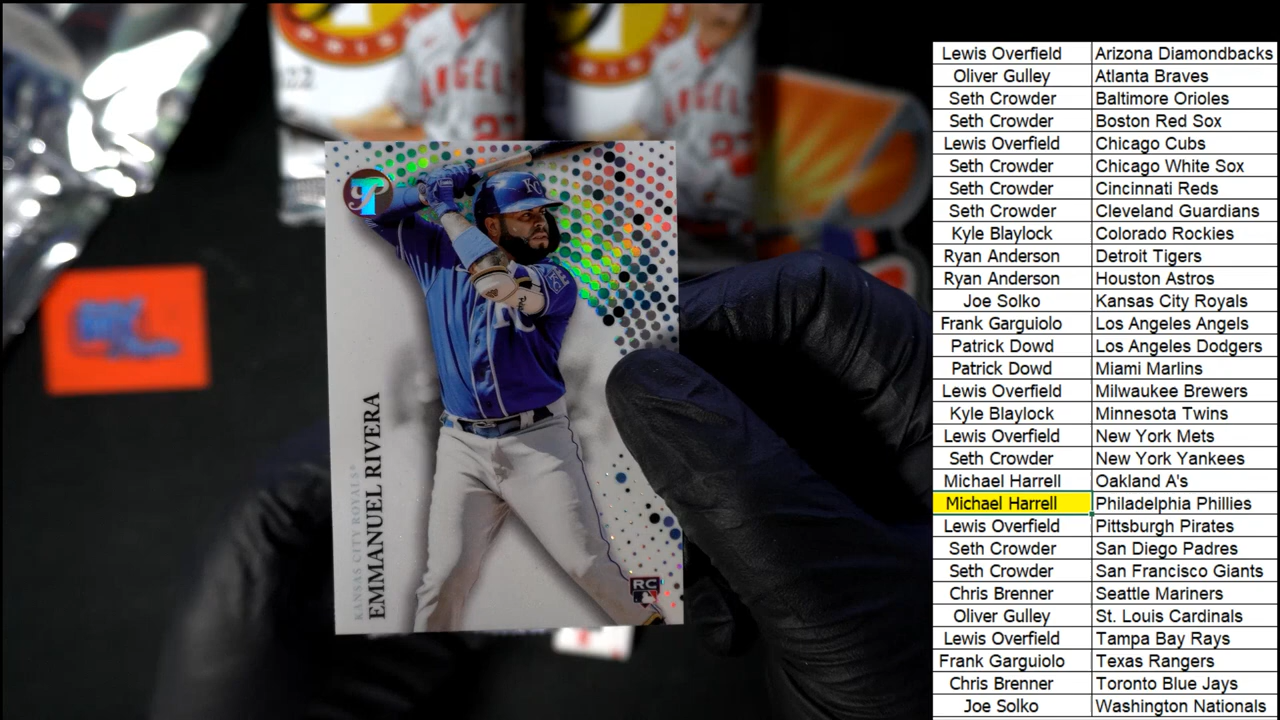 ANGELS
ANGELS
27
KC
EMMANUEL RIVERA
KANSAS CITY ROYALS®
RC
Lewis Overfield Arizona Diamondbacks
Oliver Gulley Atlanta Braves
Seth Crowder Baltimore Orioles
Seth Crowder Boston Red Sox
Lewis Overfield Chicago Cubs
Seth Crowder Chicago White Sox
Seth Crowder Cincinnati Reds
Seth Crowder Cleveland Guardians
Kyle Blaylock Colorado Rockies
Ryan Anderson Detroit Tigers
Ryan Anderson Houston Astros
Joe Solko Kansas City Royals
Frank Garguiolo Los Angeles Angels
Patrick Dowd Los Angeles Dodgers
Patrick Dowd Miami Marlins
Lewis Overfield Milwaukee Brewers
Kyle Blaylock Minnesota Twins
Lewis Overfield New York Mets
Seth Crowder New York Yankees
Michael Harrell Oakland A's
Michael Harrell Philadelphia Phillies
Lewis Overfield Pittsburgh Pirates
Seth Crowder San Diego Padres
Seth Crowder San Francisco Giants
Chris Brenner Seattle Mariners
Oliver Gulley St. Louis Cardinals
Lewis Overfield Tampa Bay Rays
Frank Garguiolo Texas Rangers
Chris Brenner Toronto Blue Jays
Joe Solko Washington Nationals